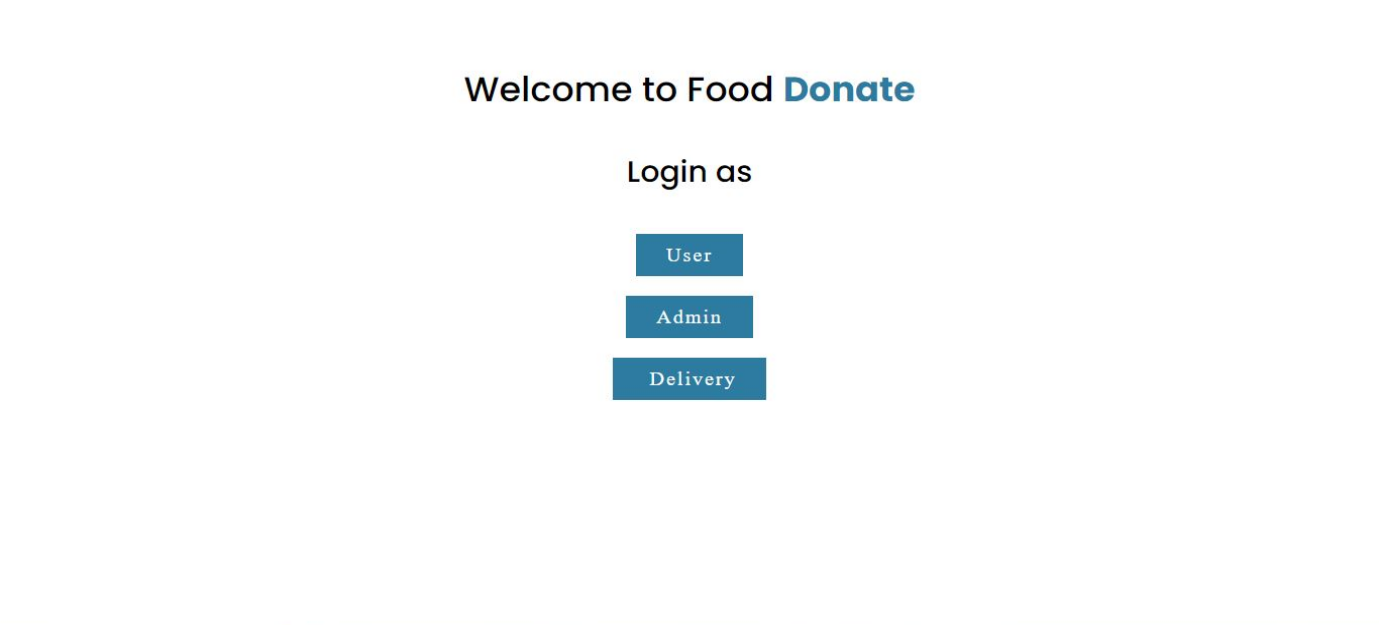 Welcome to Food Donate
Login as
User
Admin
Delivery